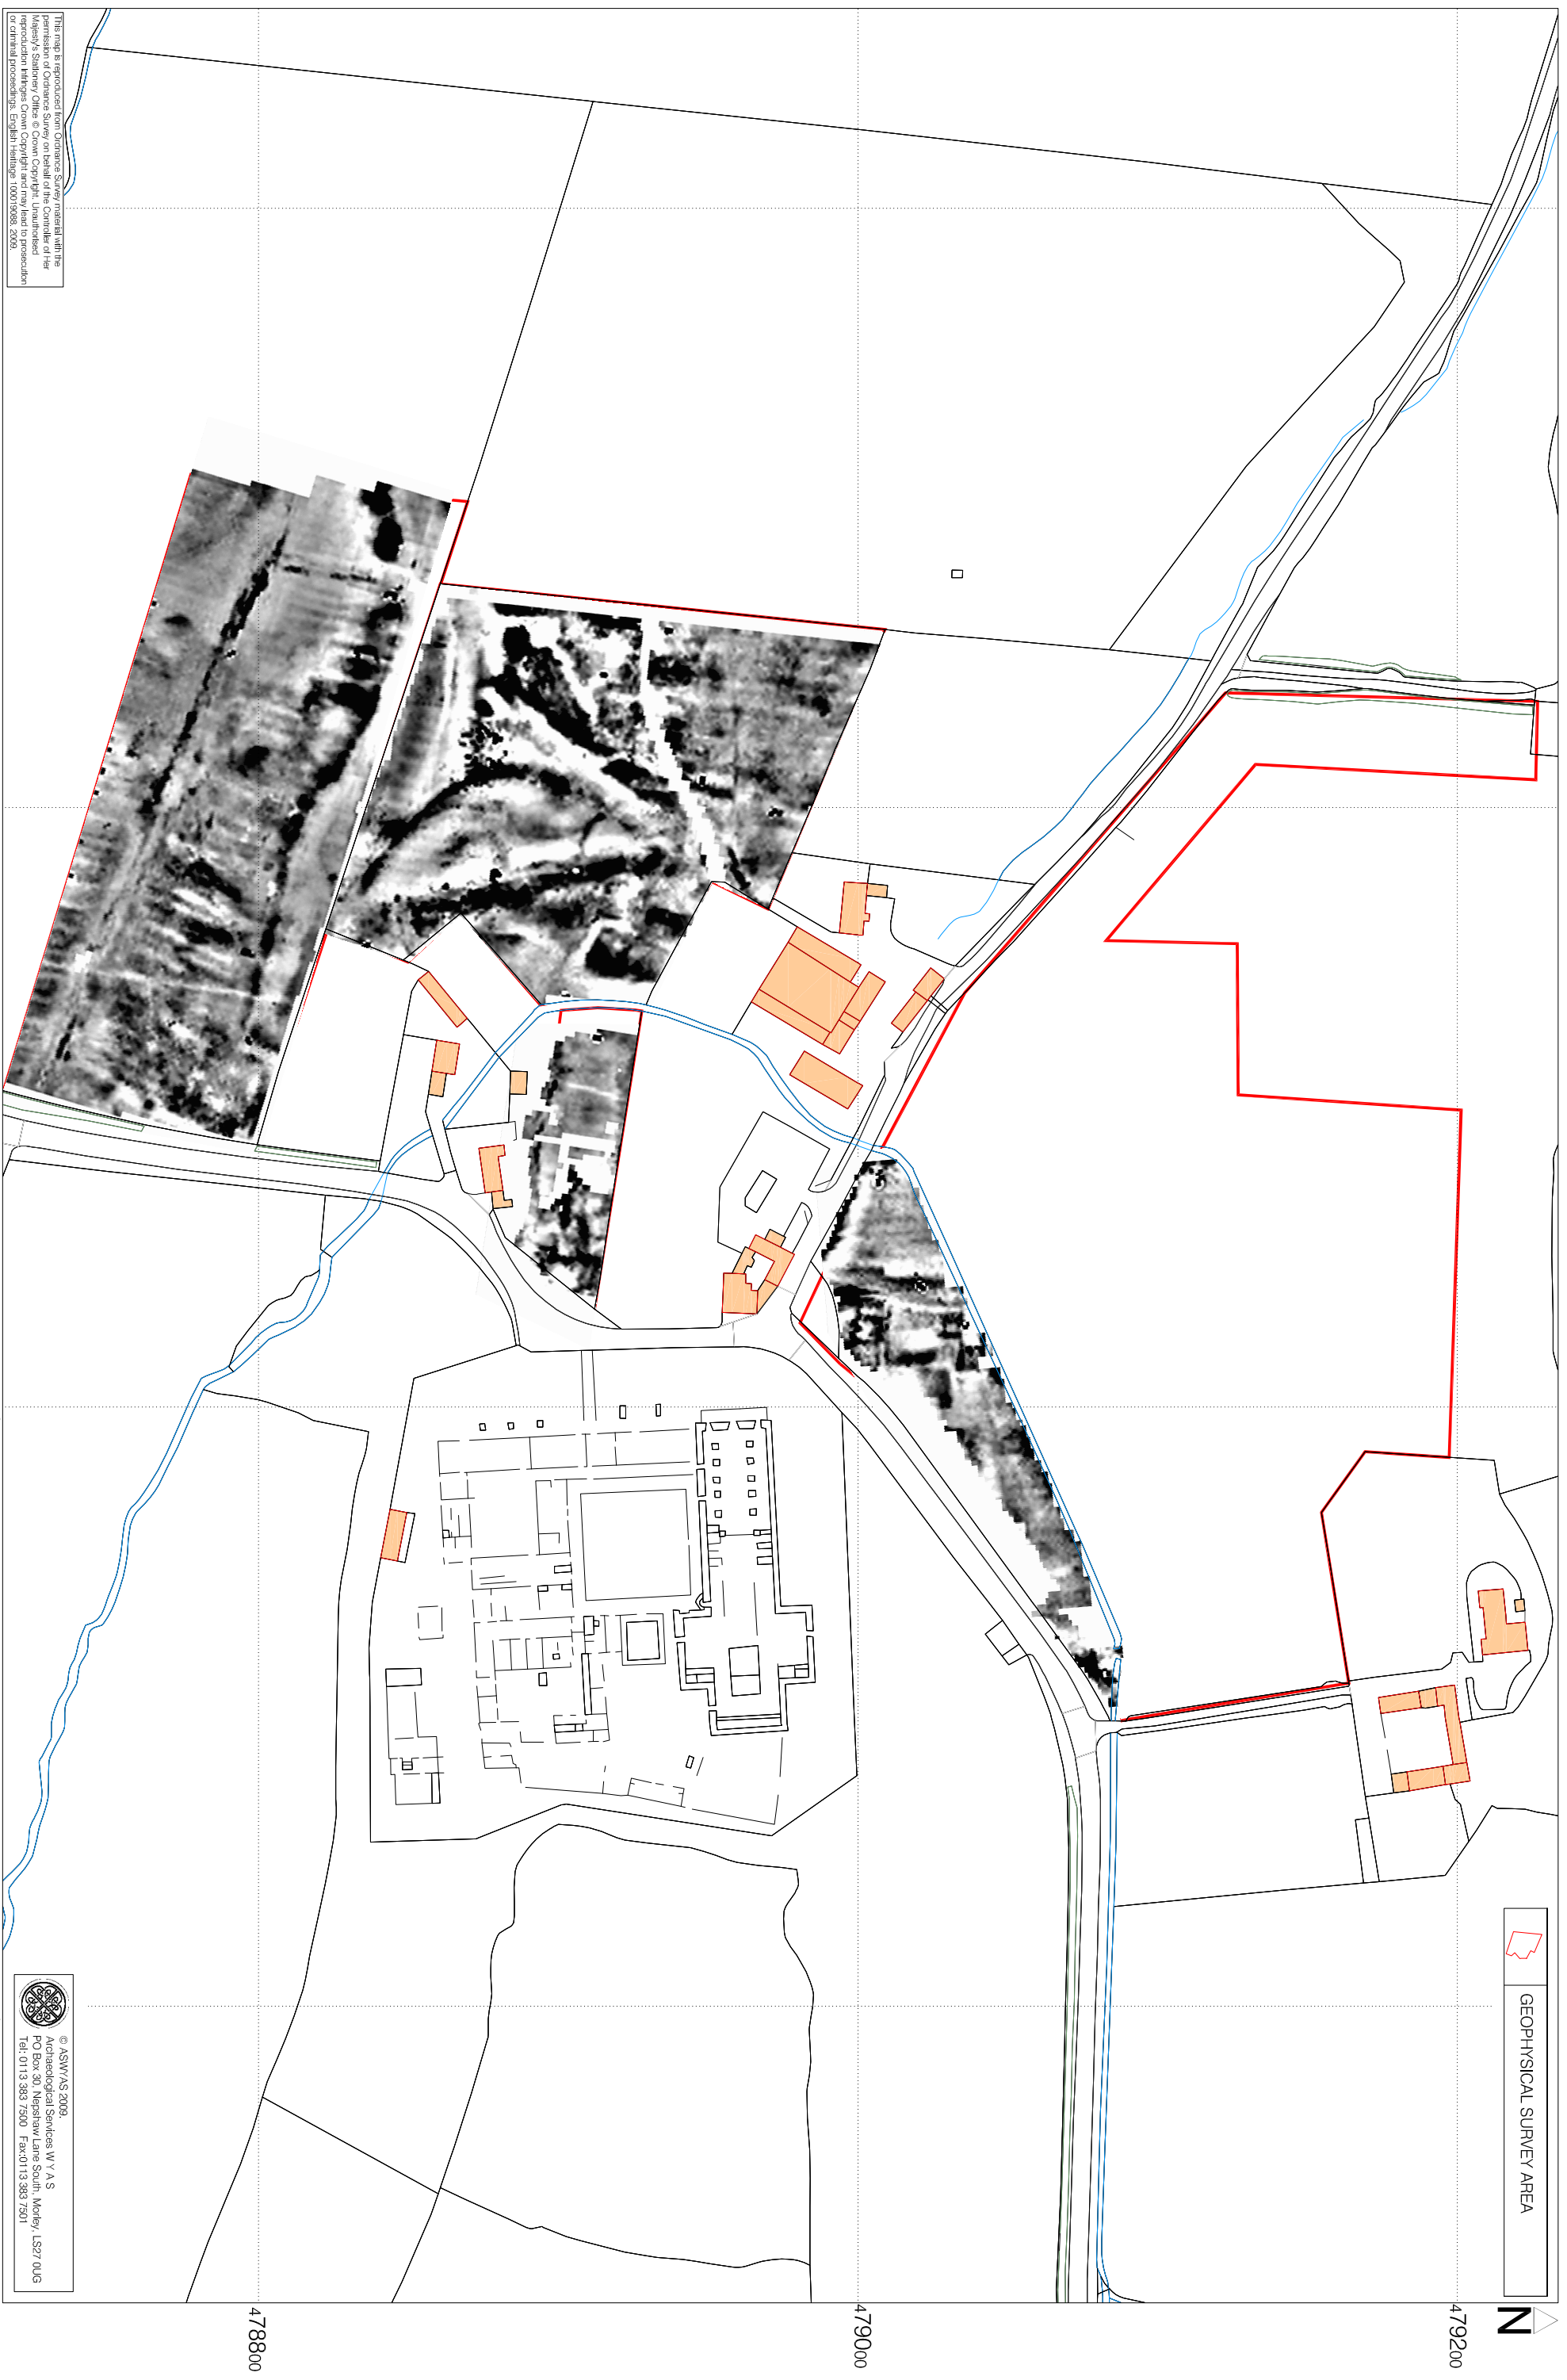 This map is reproduced from Ordnance Survey material with the
permission of Ordnance Survey on behalf of the Controller of Her
Majesty's Stationery Office © Crown Copyright. Unauthorised
reproduction infringes Crown Copyright and may lead to prosecution
or criminal proceedings. English Heritage 100019088. 2009.
GEOPHYSICAL SURVEY AREA
© ASWYAS 2009.
Archaeological Services W Y A S
PO Box 30, Nepshaw Lane South, Morley, LS27 0UG
Tel: 0113 383 7500 Fax:0113 383 7501
N
479200
479000
478800